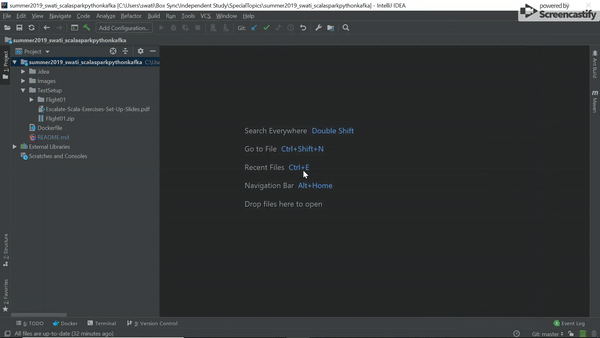 summer2019_swati_scalasparkpythonkafka [C:\Users\swati\Box Sync\Independent Study\SpecialTopics\summer2019_swati_scalasparkpythonkafka] - IntelliJ IDEA
powered by
Screencastify
File Edit View Navigate Code Analyze Refactor Build Run Tools VCS Window Help
Add Configuration...
Git:
summer2019_swati_scalasparkpythonkafka
Project
1: Project
summer2019_swati_scalasparkpythonkafka
.idea
Images
TestSetup
Flight01
Escalate-Scala-Exercises-Set-Up-Slides.pdf
Flight01.zip
Dockerfile
README.md
External Libraries
Scratches and Consoles
Search Everywhere Double Shift
Go to File Ctrl+Shift+N
Recent Files Ctrl+E
Navigation Bar Alt+Home
Drop files here to open
Ant Build
Maven
Z: Structure
2: Favorites
6: TODO
Docker
Terminal
9: Version Control
Event Log
All files are up-to-date (32 minutes ago)
Git: master